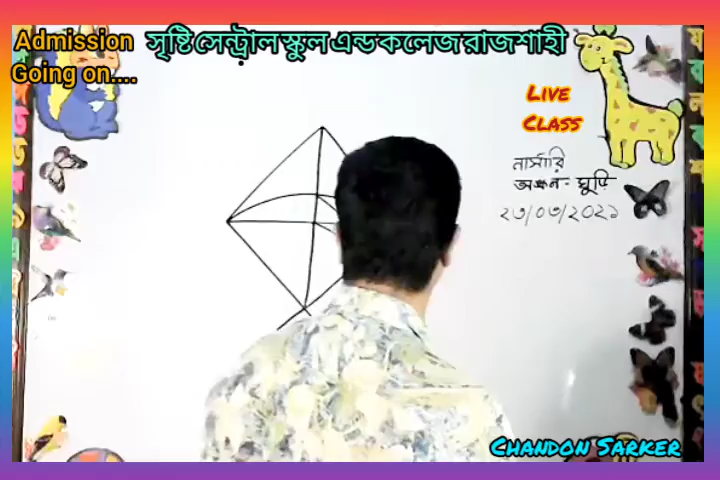 Admission
Going on....
সৃষ্টি সেন্ট্রাল স্কুল এন্ড কলেজ রাজশাহী
Live
Class
নার্সারি
অঙ্কন - ঘুড়ি
২৩/০৩/২০২১
Chandon Sarker